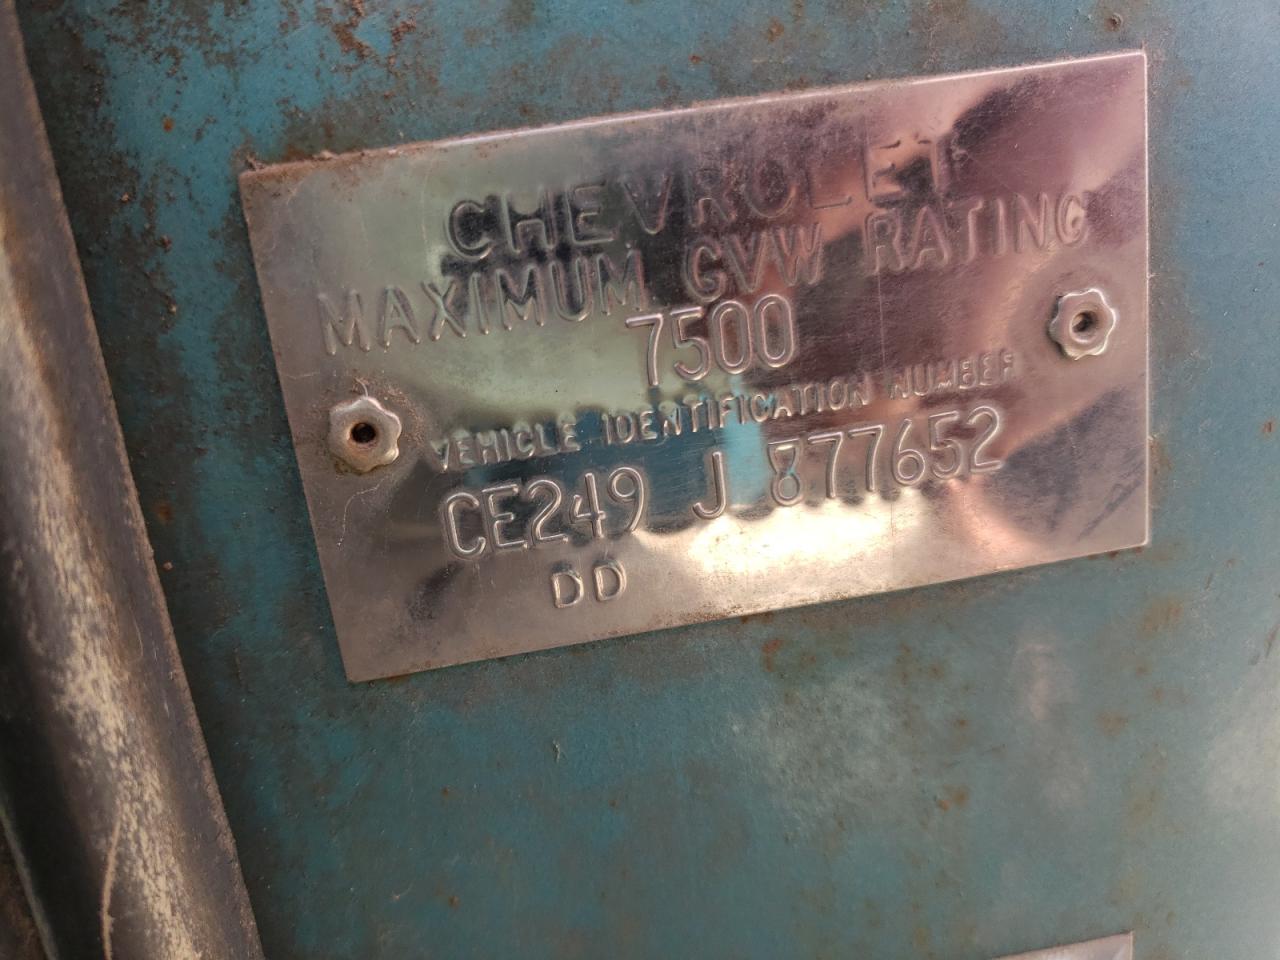 CHEVROLET
MAXIMUM GVW RATING
7500
VEHICLE IDENTIFICATION NUMBER
CE249 J 877652
DD